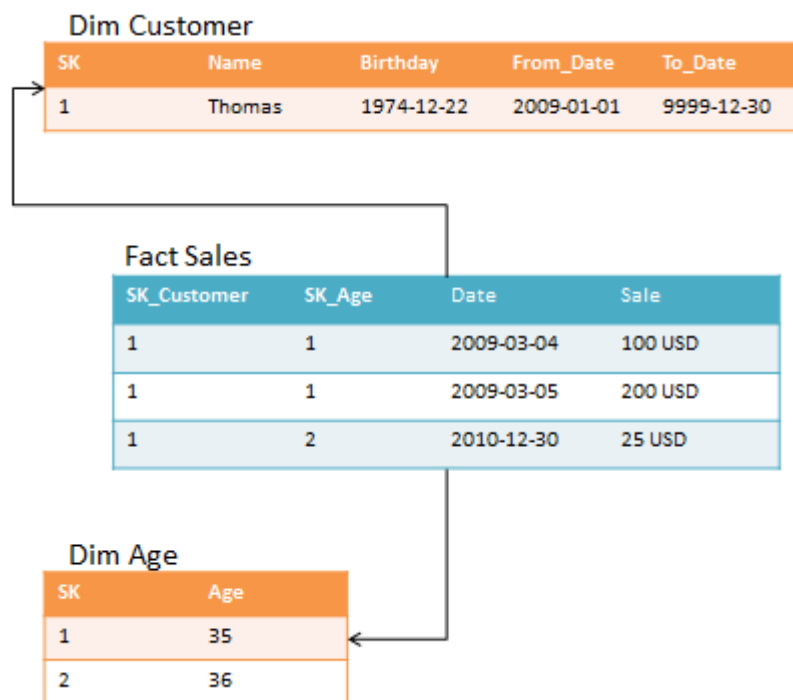 Dim Customer
SK Name Birthday From_Date To_Date
1 Thomas 1974-12-22 2009-01-01 9999-12-30
Fact Sales
SK_Customer SK_Age Date Sale
1 1 2009-03-04 100 USD
1 1 2009-03-05 200 USD
1 2 2010-12-30 25 USD
Dim Age
SK Age
1 35
2 36